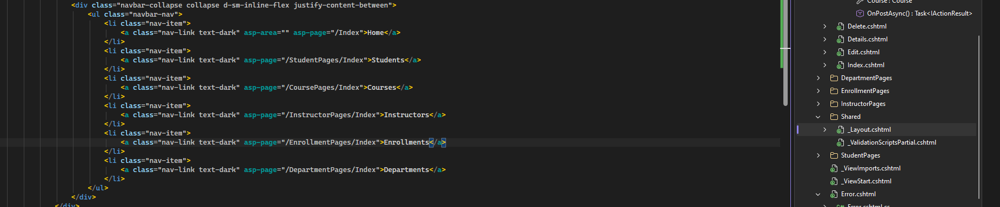 <div class="navbar-collapse collapse d-sm-inline-flex justify-content-between">
<ul class="navbar-nav">
<li class="nav-item">
<a class="nav-link text-dark" asp-area="" asp-page="/Index">Home</a>
</li>
<li class="nav-item">
<a class="nav-link text-dark" asp-page="/StudentPages/Index">Students</a>
</li>
<li class="nav-item">
<a class="nav-link text-dark" asp-page="/CoursePages/Index">Courses</a>
</li>
<li class="nav-item">
<a class="nav-link text-dark" asp-page="/InstructorPages/Index">Instructors</a>
</li>
<li class="nav-item">
<a class="nav-link text-dark" asp-page="/EnrollmentPages/Index">Enrollments</a>
</li>
<li class="nav-item">
<a class="nav-link text-dark" asp-page="/DepartmentPages/Index">Departments</a>
</li>
</ul>
</div>
</div>
Course : Course
OnPostAsync() : Task<IActionResult>
Delete.cshtml
Details.cshtml
Edit.cshtml
Index.cshtml
DepartmentPages
EnrollmentPages
InstructorPages
Shared
_Layout.cshtml
_ValidationScriptsPartial.cshtml
StudentPages
_ViewImports.cshtml
_ViewStart.cshtml
Error.cshtml
Error.cshtml.cs